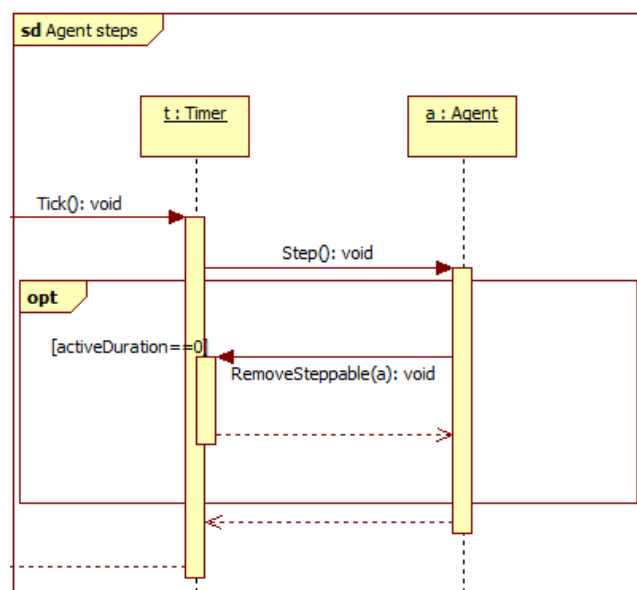 sd Agent steps
t : Timer
a : Agent
Tick(): void
Step(): void
opt
[activeDuration==0]
RemoveSteppable(a): void